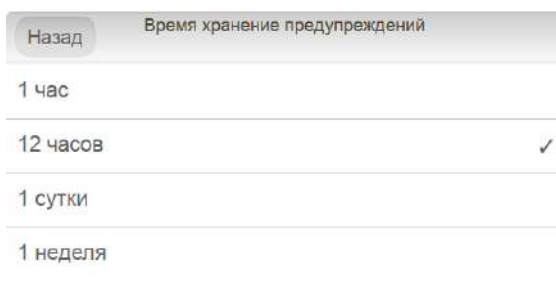 Назад
Время хранение предупреждений
1 час
12 часов
✓
1 сутки
1 неделя